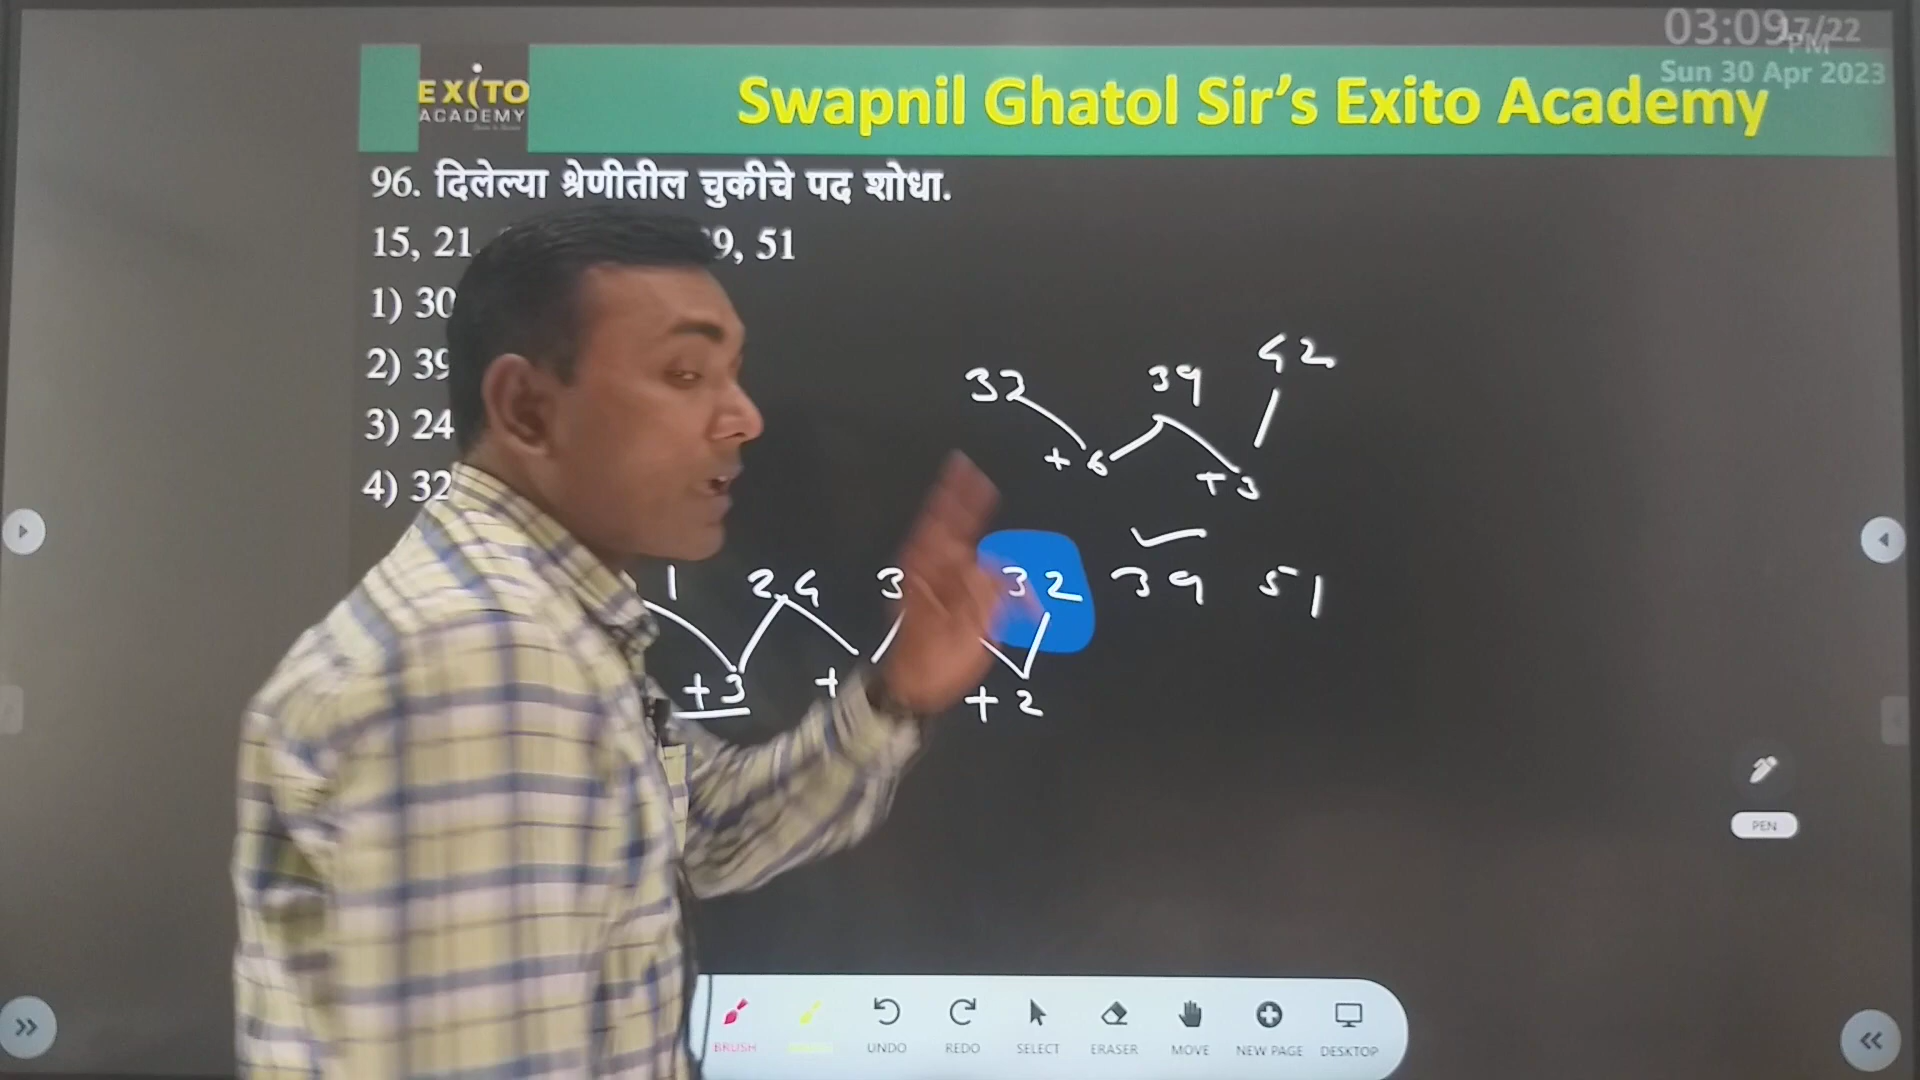 03:09 PM
17/22
Sun 30 Apr 2023
EXiTO
ACADEMY
Swapnil Ghatol Sir's Exito Academy
96. दिलेल्या श्रेणीतील चुकीचे पद शोधा.
15, 21, 9, 51
1) 30
2) 39
3) 24
4) 32
32 39 42
+ 6 + 3
1 24 3 32 39 51
+ 3 + + 2
PEN
BRUSH UNDO REDO SELECT ERASER MOVE NEW PAGE DESKTOP